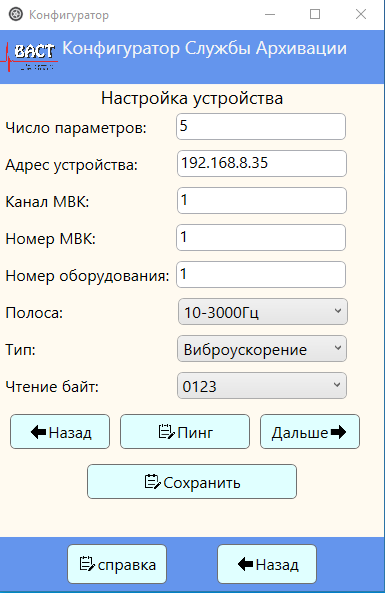 Конфигуратор
ВАСТ Конфигуратор Службы Архивации
Настройка устройства
Число параметров: 5
Адрес устройства: 192.168.8.35
Канал МВК: 1
Номер МВК: 1
Номер оборудования: 1
Полоса: 10-3000Гц
Тип: Виброускорение
Чтение байт: 0123
Назад Пинг Дальше
Сохранить
справка Назад